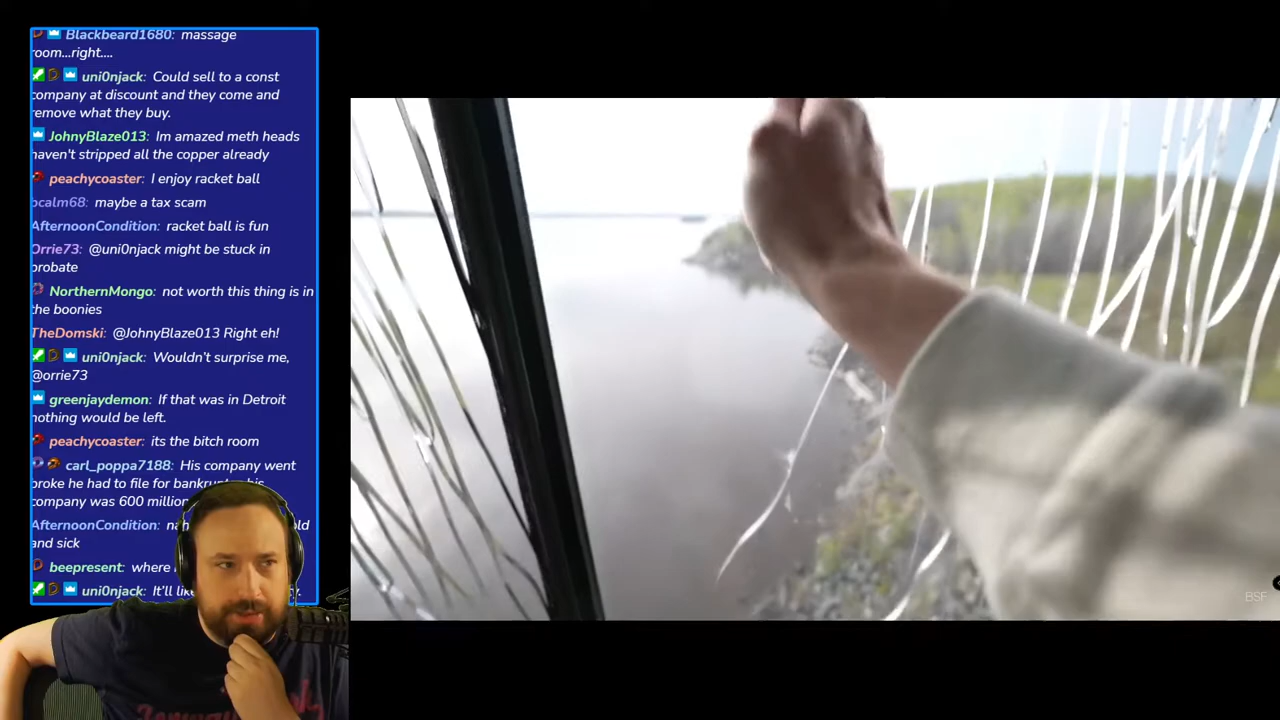 Blackbeard1680: massage
room...right....
uni0njack: Could sell to a const
company at discount and they come and
remove what they buy.
JohnyBlaze013: Im amazed meth heads
haven't stripped all the copper already
peachycoaster: I enjoy racket ball
ocalm68: maybe a tax scam
AfternoonCondition: racket ball is fun
Orrie73: @uni0njack might be stuck in
probate
NorthernMongo: not worth this thing is in
the boonies
TheDomski: @JohnyBlaze013 Right eh!
uni0njack: Wouldn't surprise me,
@orrie73
greenjaydemon: If that was in Detroit
nothing would be left.
peachycoaster: its the bitch room
carl_poppa7188: His company went
broke he had to file for
company was 600
AfternoonCondition:
and sick
beepresent: where
uni0njack: It'll
BSF